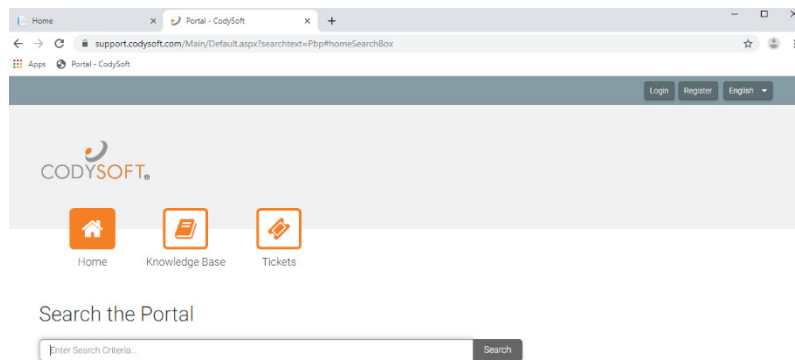 Home
Portal - CodySoft
support.codysoft.com/Main/Default.aspx?searchtext=Pbp#homeSearchBox
Apps Portal - CodySoft
Login Register English
CODYSOFT®
Home Knowledge Base Tickets
Search the Portal
Enter Search Criteria... Search